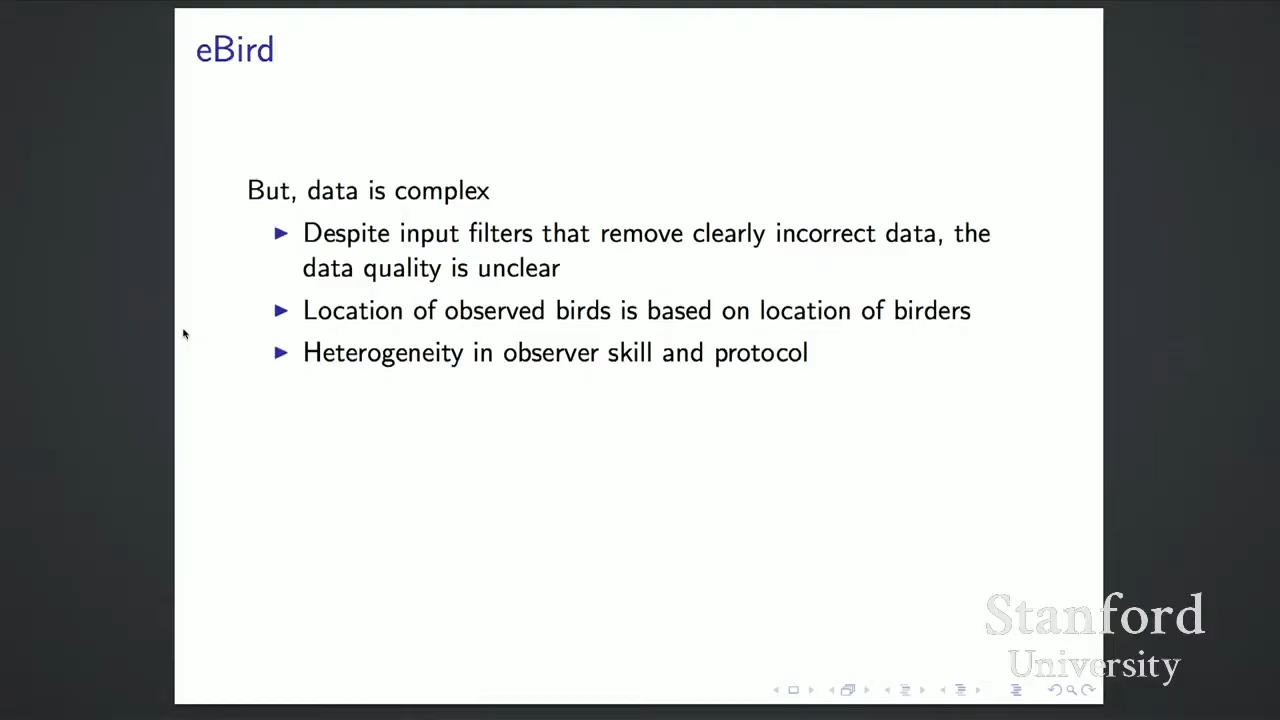 eBird
But, data is complex
Despite input filters that remove clearly incorrect data, the
data quality is unclear
Location of observed birds is based on location of birders
Heterogeneity in observer skill and protocol
Stanford
University